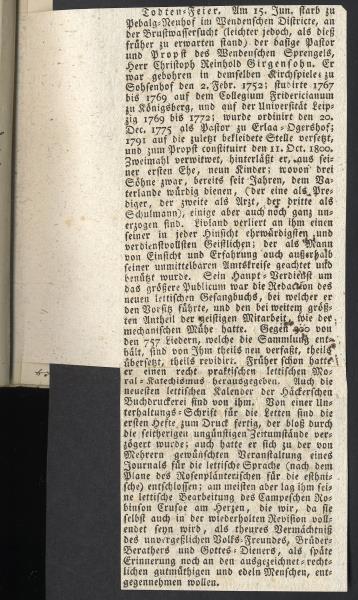 Todten-Feier. Am 15. Jun. starb zu
Pebalg-Neuhof im Wendenschen Districte, an
der Brustwassersucht (leichter jedoch, als dieß
früher zu erwarten stand) der dasige Pastor
und Propst des Wendenschen Sprengels,
Herr Christoph Reinhold Girgensohn. Er
war gebohren in demselben Kirchspiele zu
Sohsenhof den 2. Febr. 1752; studirte 1767
bis 1769 auf dem Collegium Fridericianum
zu Königsberg, und auf der Universität Leip-
zig 1769 bis 1772; wurde ordinirt den 20.
Dec. 1775 als Pastor zu Erlaa-Ogershof;
1791 auf die zuletzt bekleidete Stelle versetzt,
und zum Propst constituirt den 11. Oct. 1800.
Zweimahl verwitwet, hinterläßt er, aus sei-
ner ersten Ehe, neun Kinder; wovon drei
Söhne zwar, bereits seit Jahren, dem Va-
terlande würdig dienen, (der eine als Pre-
diger, der zweite als Arzt, der dritte als
Schulmann), einige aber auch noch ganz un-
erzogen sind. Livland verliert an ihm einen
seiner in jeder Hinsicht ehrwürdigsten und
verdienstvollsten Geistlichen; der als Mann
von Einsicht und Erfahrung auch außerhalb
seiner unmittelbaren Amtskreise geachtet und
benützt wurde. Sein Haupt-Verdienst um
das größere Publicum war die Redaction des
neuen lettischen Gesangbuchs, bei welcher er
den Vorsitz führte, und den bei weitem größ-
ten Antheil der geistigen Mitarbeit, wie der
mechanischen Mühe hatte. Gegen 300 von
den 757 Liedern, welche die Sammlung ent-
hält, sind von Ihm theils neu verfaßt, theils
übersetzt, theils revidirt. Früher schon hatte
er einen recht praktischen lettischen Mo-
ral-Katechismus herausgegeben. Auch die
neuesten lettischen Kalender der Häckerschen
Buchdruckerei sind von ihm. Von einer Un-
terhaltungs-Schrift für die Letten sind die
ersten Hefte zum Druck fertig, der bloß durch
die seitherigen ungünstigen Zeitumstände ver-
zögert wurde; auch hatte er sich zu der von
Mehrern gewünschten Veranstaltung eines
Journals für die lettische Sprache (nach dem
Plane des Rosenplänterischen für die esthni-
sche) entschlossen; am meisten aber lag ihm sei-
ne lettische Bearbeitung des Campeschen Ro-
binson Crusoe am Herzen, die wir, da sie
selbst auch in der wiederholten Revision voll-
endet seyn wird, als theures Vermächtniß
des unvergeßlichen Volks-Freundes, Brüder-
Berathers und Gottes-Dieners, als späte
Erinnerung noch an den ausgezeichnet-recht-
lichen gutmüthigen und edeln Menschen, ent-
gegennehmen wollen.